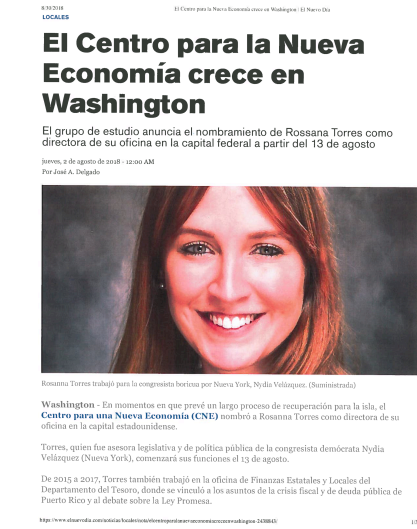 8/30/2018
El Centro para la Nueva Economía crece en Washington | El Nuevo Día
LOCALES
El Centro para la Nueva
Economía crece en
Washington
El grupo de estudio anuncia el nombramiento de Rossana Torres como
directora de su oficina en la capital federal a partir del 13 de agosto
jueves, 2 de agosto de 2018 - 12:00 AM
Por José A. Delgado
Rosanna Torres trabajó para la congresista boricua por Nueva York, Nydia Velázquez. (Suministrada)
Washington - En momentos en que prevé un largo proceso de recuperación para la isla, el
Centro para una Nueva Economía (CNE) nombró a Rosanna Torres como directora de su
oficina en la capital estadounidense.
Torres, quien fue asesora legislativa y de política pública de la congresista demócrata Nydia
Velázquez (Nueva York), comenzará sus funciones el 13 de agosto.
De 2015 a 2017, Torres también trabajó en la oficina de Finanzas Estatales y Locales del
Departamento del Tesoro, donde se vinculó a los asuntos de la crisis fiscal y de deuda pública de
Puerto Rico y al debate sobre la Ley Promesa.